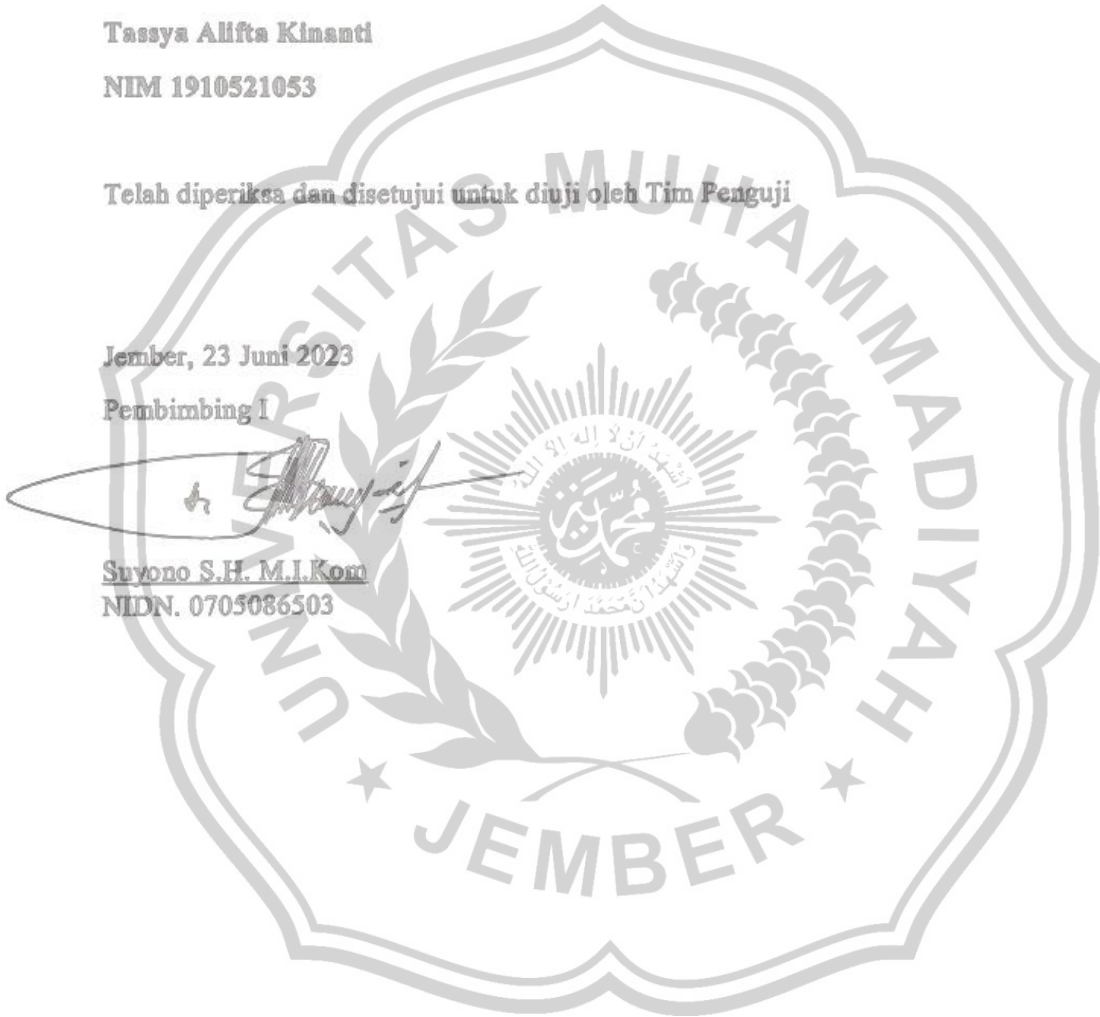 Tassya Alifta Kinanti
NIM 1910521053
Telah diperiksa dan disetujui untuk diuji oleh Tim Penguji
Jember, 23 Juni 2023
Pembimbing I
Suyono S.H. M.I.Kom
NIDN. 0705086503
UNIVERSITAS MUHAMMADIYAH
JEMBER